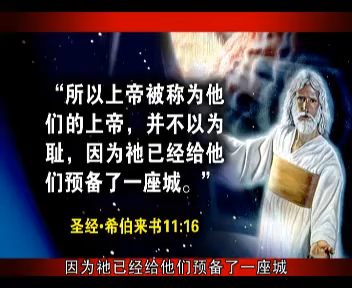 “所以上帝被称为他
们的上帝，并不以为
耻，因为祂已经给他
们预备了一座城。”
圣经·希伯来书11:16
因为祂已经给他们预备了一座城